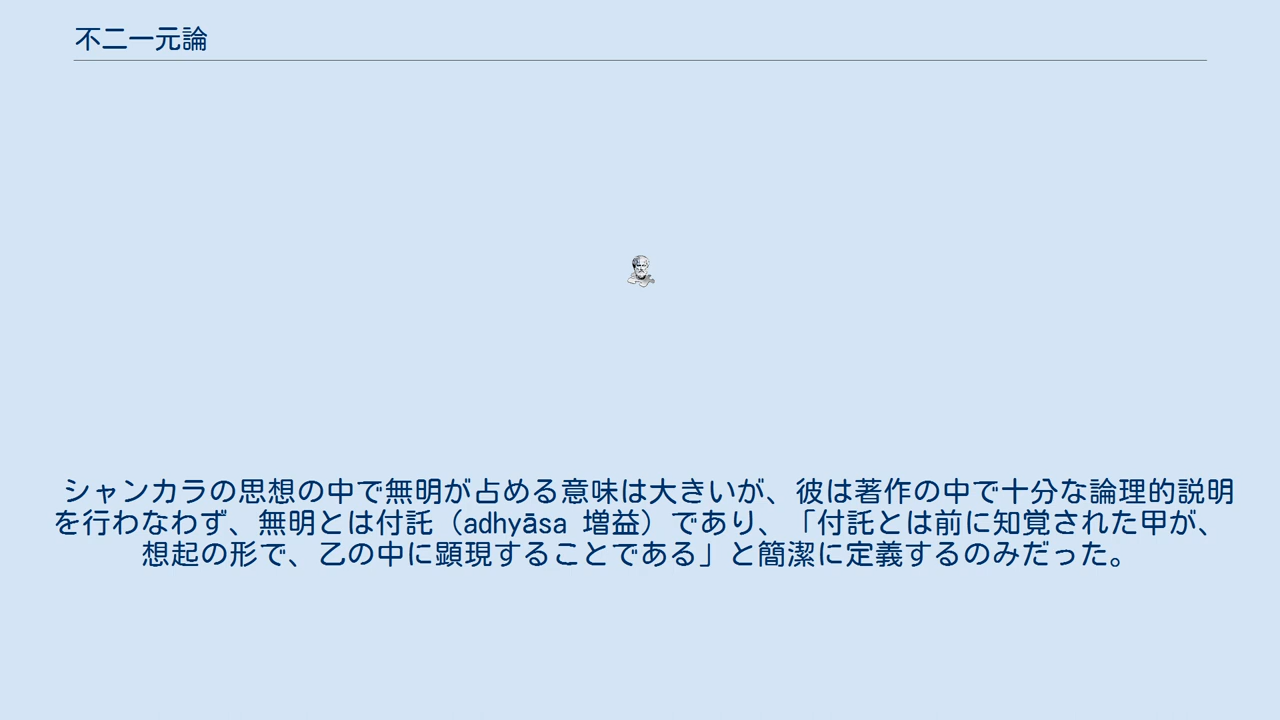 不二一元論
シャンカラの思想の中で無明が占める意味は大きいが、彼は著作の中で十分な論理的説明
を行わなわず、無明とは付託（adhyāsa 増益）であり、「付託とは前に知覚された甲が、
想起の形で、乙の中に顕現することである」と簡潔に定義するのみだった。